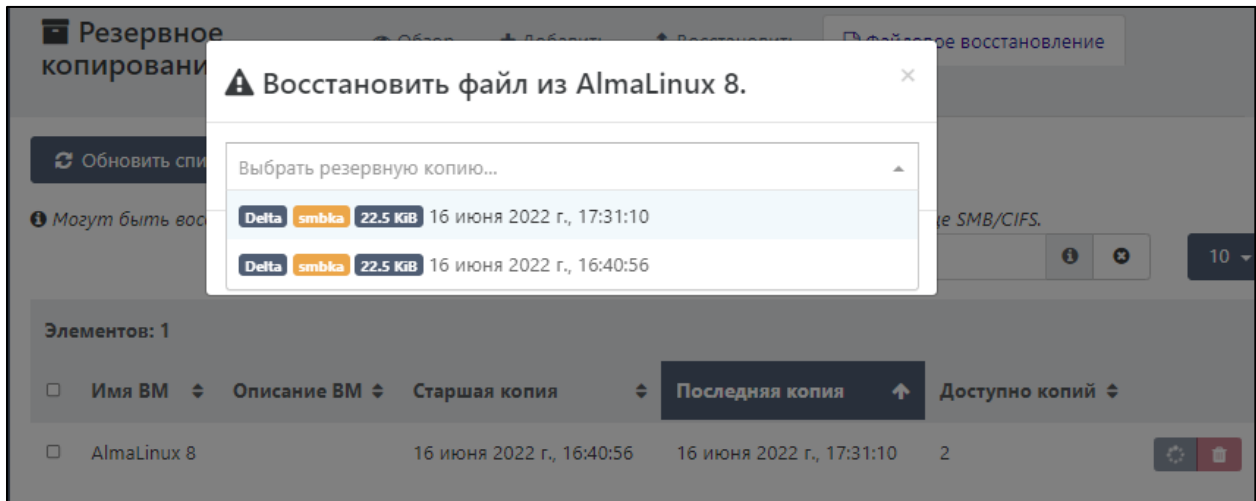 Резервное
копировани
Обзор
Добавить
Восстановить
Файловое восстановление
Восстановить файл из AlmaLinux 8.
Обновить спи
Выбрать резервную копию...
Delta smbka 22.5 KiB 16 июня 2022 г., 17:31:10
Могут быть вос
SMB/CIFS.
Delta smbka 22.5 KiB 16 июня 2022 г., 16:40:56
10
Элементов: 1
Имя ВМ Описание ВМ Старшая копия Последняя копия Доступно копий
AlmaLinux 8 16 июня 2022 г., 16:40:56 16 июня 2022 г., 17:31:10 2